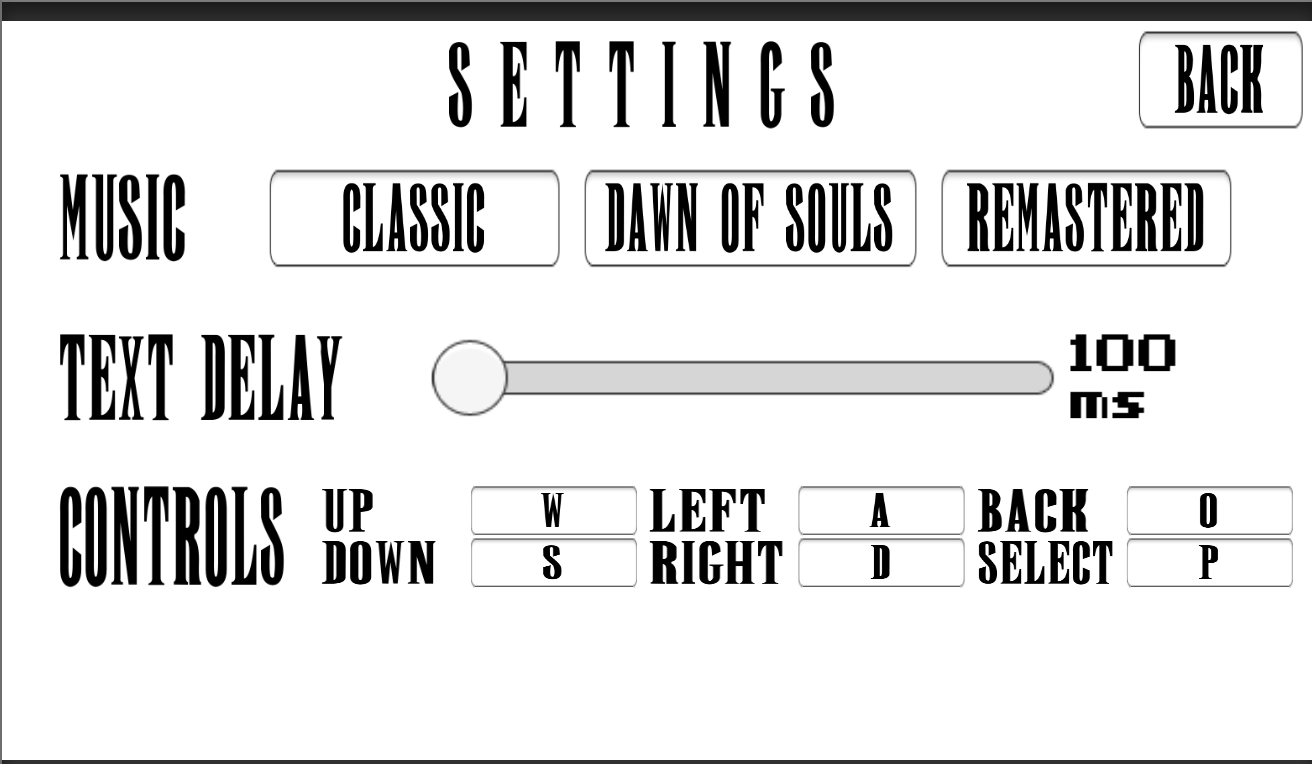 SETTINGS
BACK
MUSIC CLASSIC DAWN OF SOULS REMASTERED
TEXT DELAY 100 ms
CONTROLS UP W LEFT A BACK O
DOWN S RIGHT D SELECT P